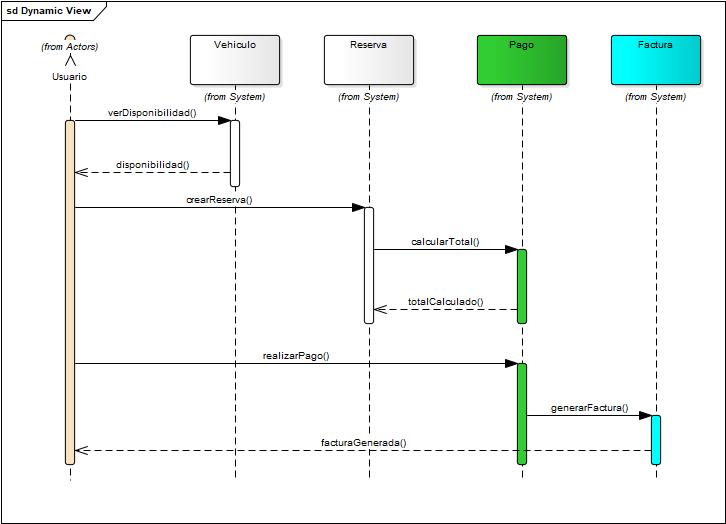 sd Dynamic View
(from Actors)
Usuario
Vehiculo
(from System)
Reserva
(from System)
Pago
(from System)
Factura
(from System)
verDisponibilidad()
disponibilidad()
crearReserva()
calcularTotal()
totalCalculado()
realizarPago()
generarFactura()
facturaGenerada()